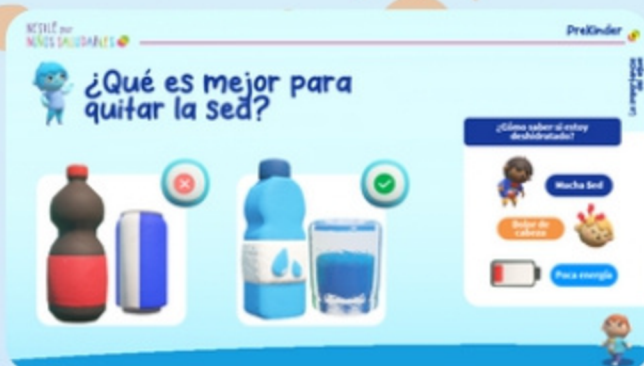 NESTLÉ por
NIÑOS SALUDABLES
PreKinder
¿Qué es mejor para
quitar la sed?
¿Cómo saber si estoy
deshidratado?
Mucha Sed
Dolor de
cabeza
Poca energía